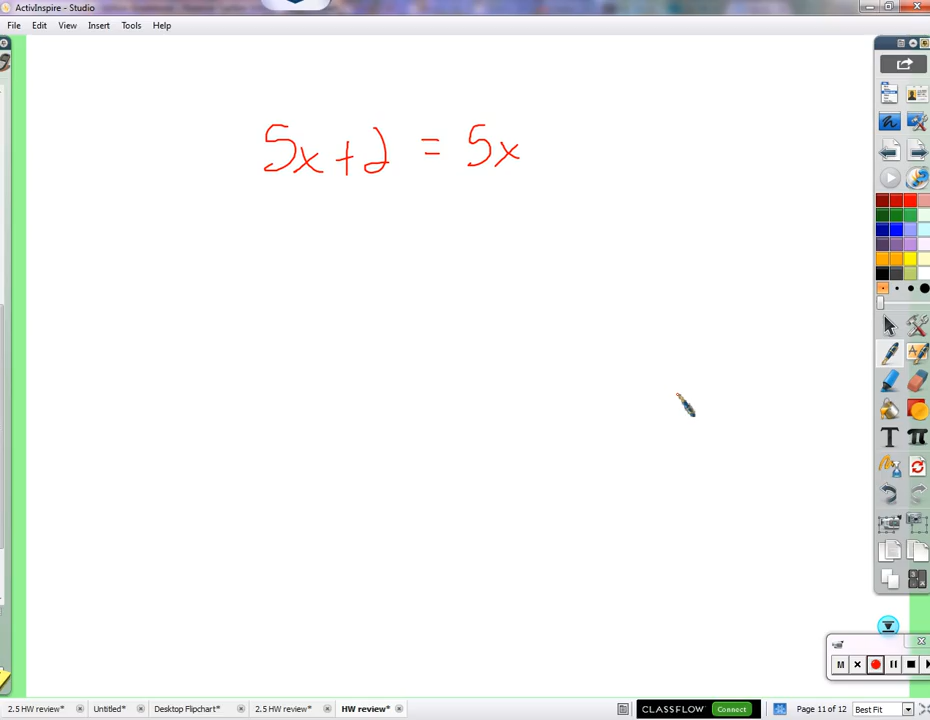 ActivInspire - Studio
File Edit View Insert Tools Help
5x+2 = 5x
M
2.5 HW review* Untitled* Desktop Flipchart* 2.5 HW review* HW review* CLASSFLOW Connect Page 11 of 12 Best Fit